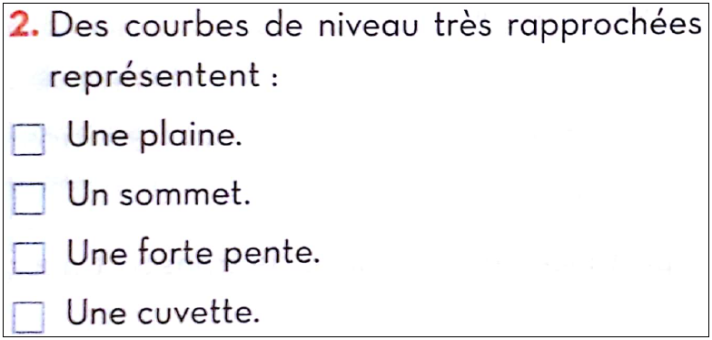 2. Des courbes de niveau très rapprochées
représentent :
Une plaine.
Un sommet.
Une forte pente.
Une cuvette.